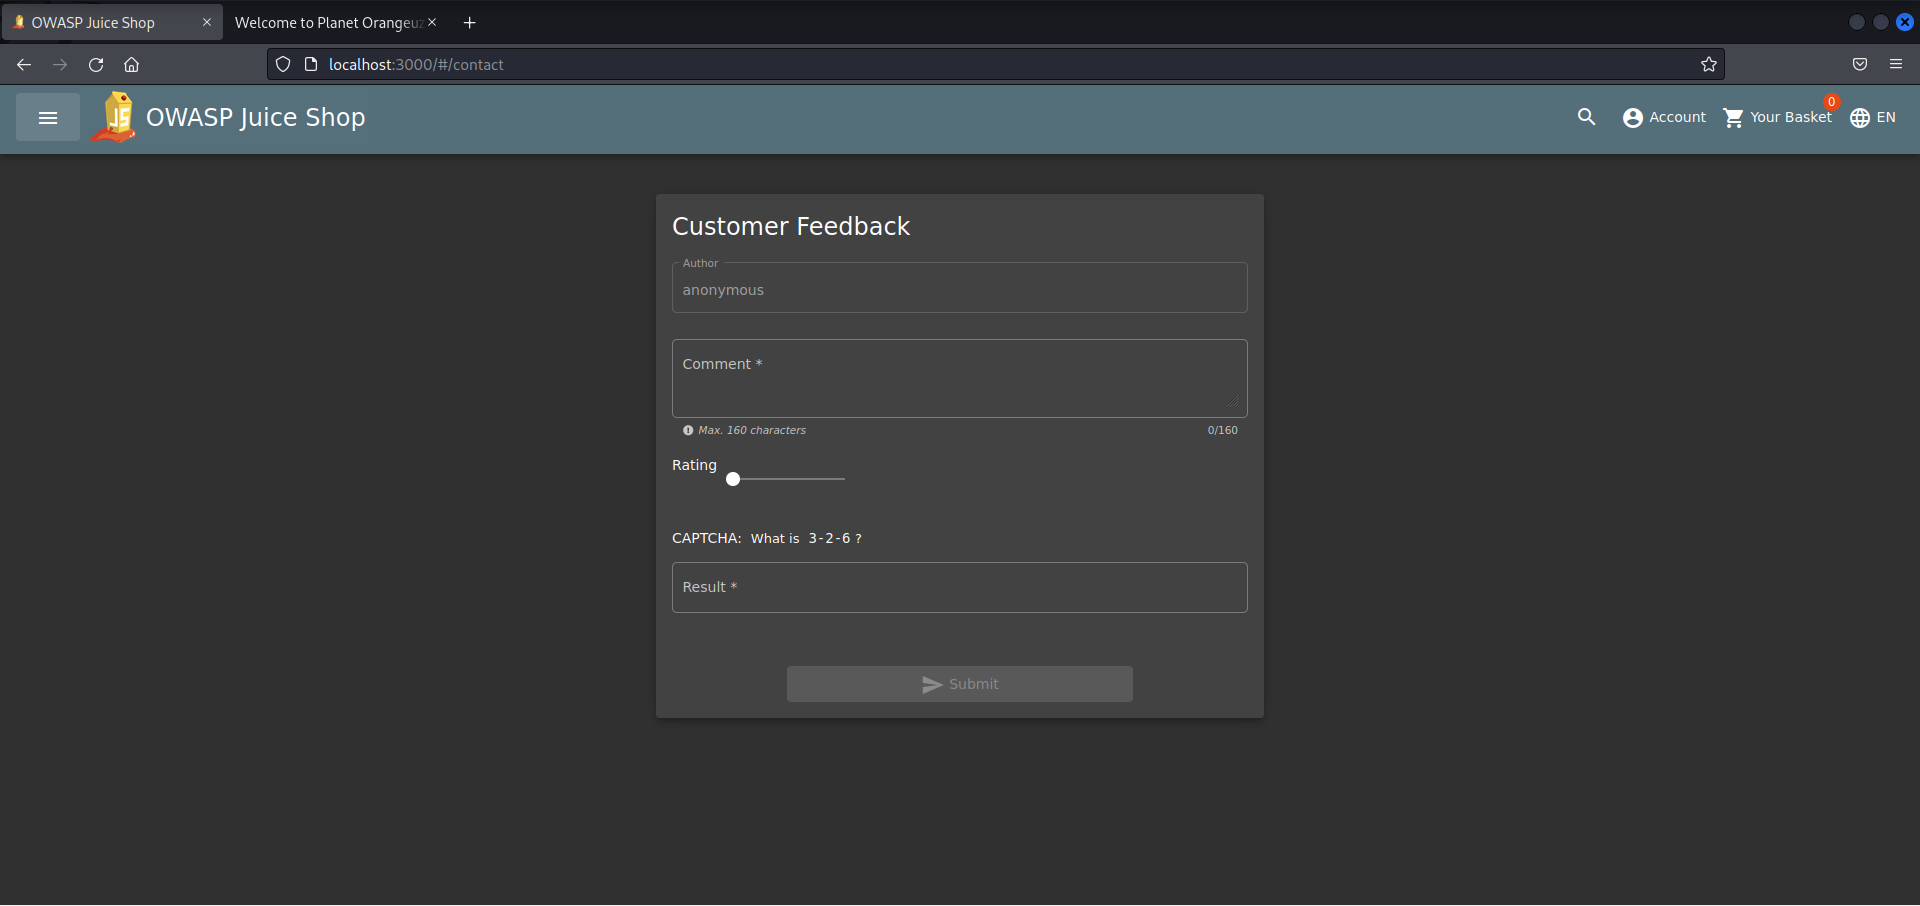 OWASP Juice Shop
Welcome to Planet Orangeu
localhost:3000/#/contact
JS
OWASP Juice Shop
Account
0
Your Basket
EN
Customer Feedback
Author
anonymous
Comment *
Max. 160 characters
0/160
Rating
CAPTCHA: What is 3-2-6 ?
Result *
Submit